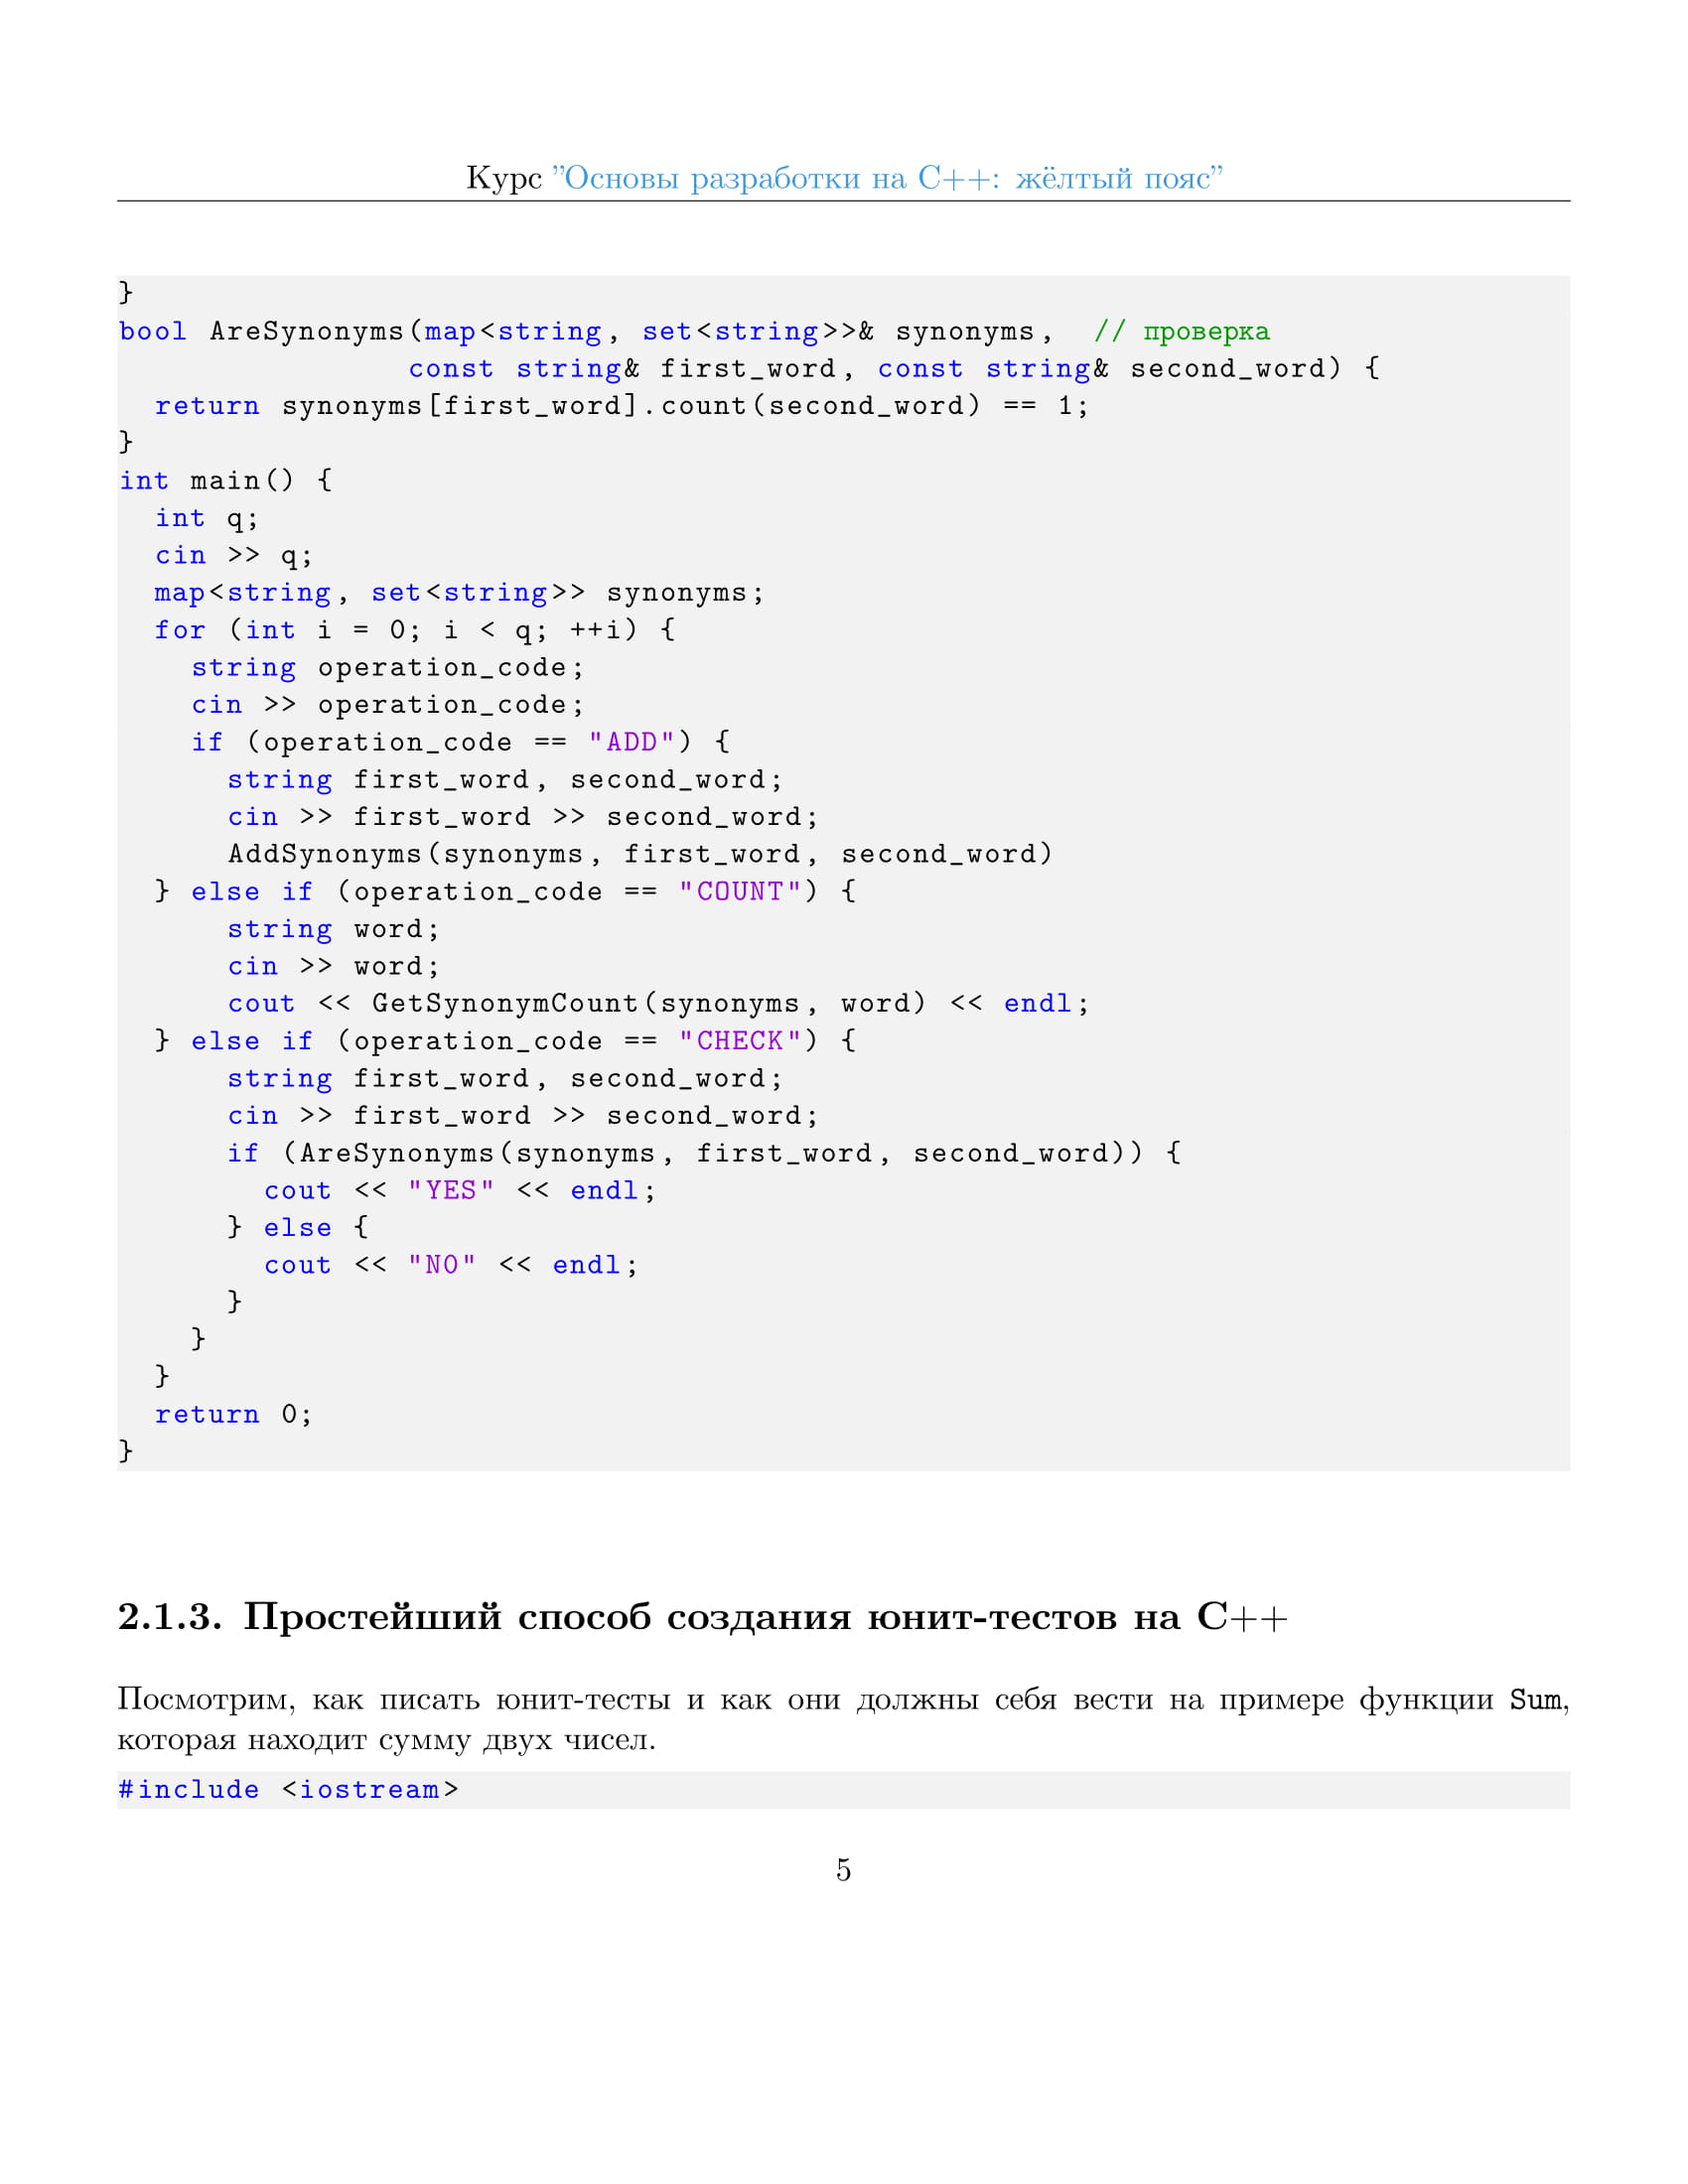 Курс ”Основы разработки на C++: жёлтый пояс”
}
bool AreSynonyms(map<string, set<string>>& synonyms,  // проверка
                const string& first_word, const string& second_word) {
  return synonyms[first_word].count(second_word) == 1;
}
int main() {
  int q;
  cin >> q;
  map<string, set<string>> synonyms;
  for (int i = 0; i < q; ++i) {
    string operation_code;
    cin >> operation_code;
    if (operation_code == "ADD") {
      string first_word, second_word;
      cin >> first_word >> second_word;
      AddSynonyms(synonyms, first_word, second_word)
  } else if (operation_code == "COUNT") {
      string word;
      cin >> word;
      cout << GetSynonymCount(synonyms, word) << endl;
  } else if (operation_code == "CHECK") {
      string first_word, second_word;
      cin >> first_word >> second_word;
      if (AreSynonyms(synonyms, first_word, second_word)) {
        cout << "YES" << endl;
      } else {
        cout << "NO" << endl;
      }
    }
  }
  return 0;
}
2.1.3. Простейший способ создания юнит-тестов на C++
Посмотрим, как писать юнит-тесты и как они должны себя вести на примере функции Sum,
которая находит сумму двух чисел.
#include <iostream>
5